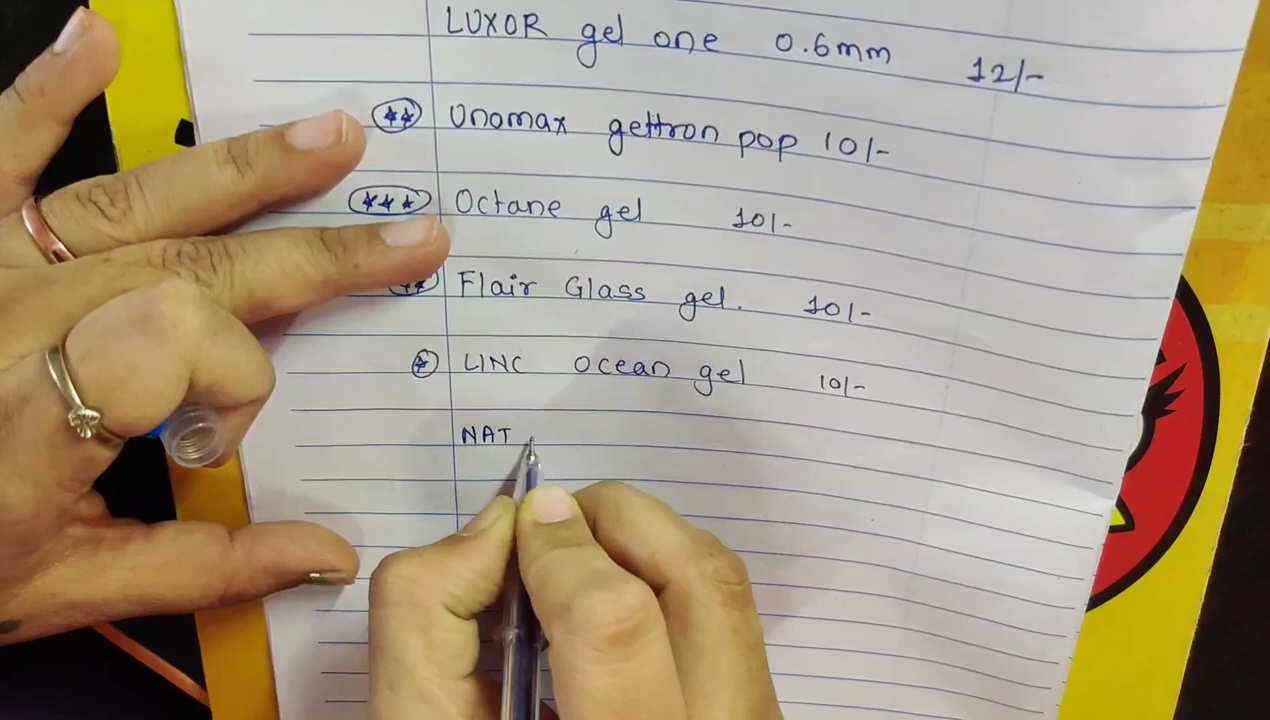 LUXOR gel one 0.6mm 12/-
Unomax geltron pop 10/-
Octane gel 10/-
Flair Glass gel. 10/-
LINC ocean gel 10/-
NAT